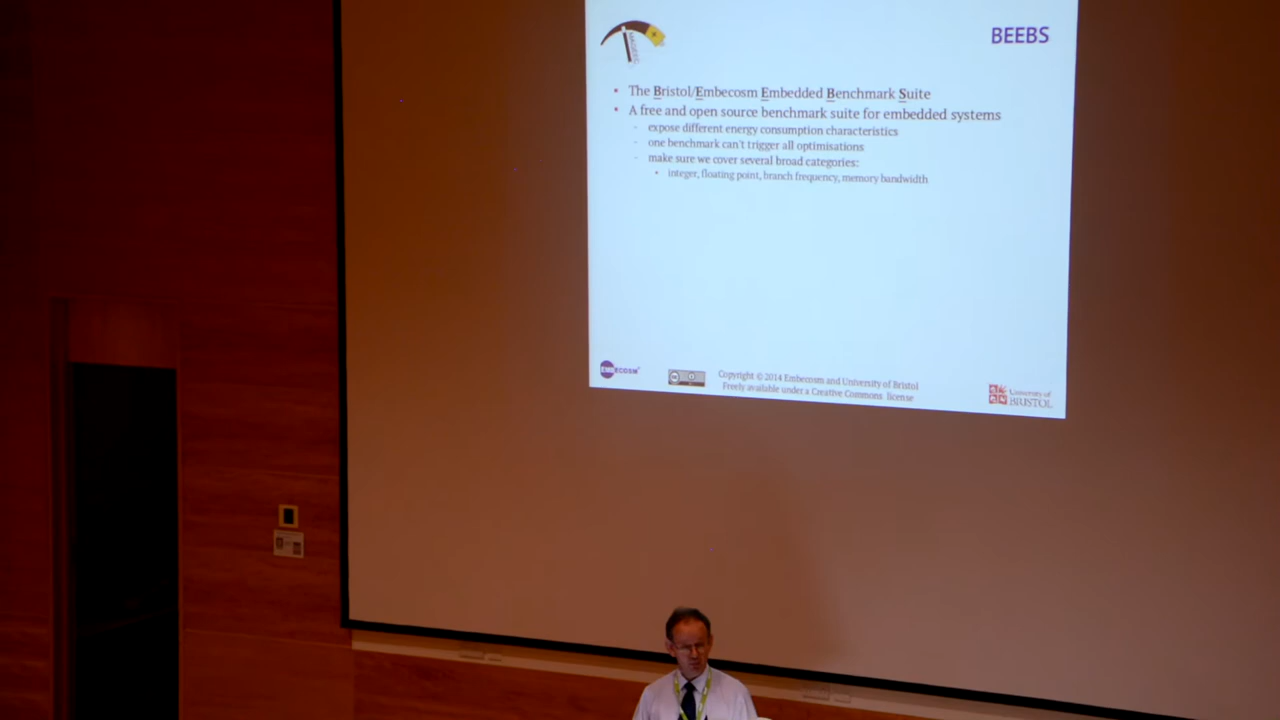 BEEBS
• The Bristol/Embecosm Embedded Benchmark Suite
• A free and open source benchmark suite for embedded systems
- expose different energy consumption characteristics
- one benchmark can't trigger all optimisations
- make sure we cover several broad categories:
• integer, floating point, branch frequency, memory bandwidth
EMBECOSM®
Copyright © 2014 Embecosm and University of Bristol
Freely available under a Creative Commons license
University of
BRISTOL